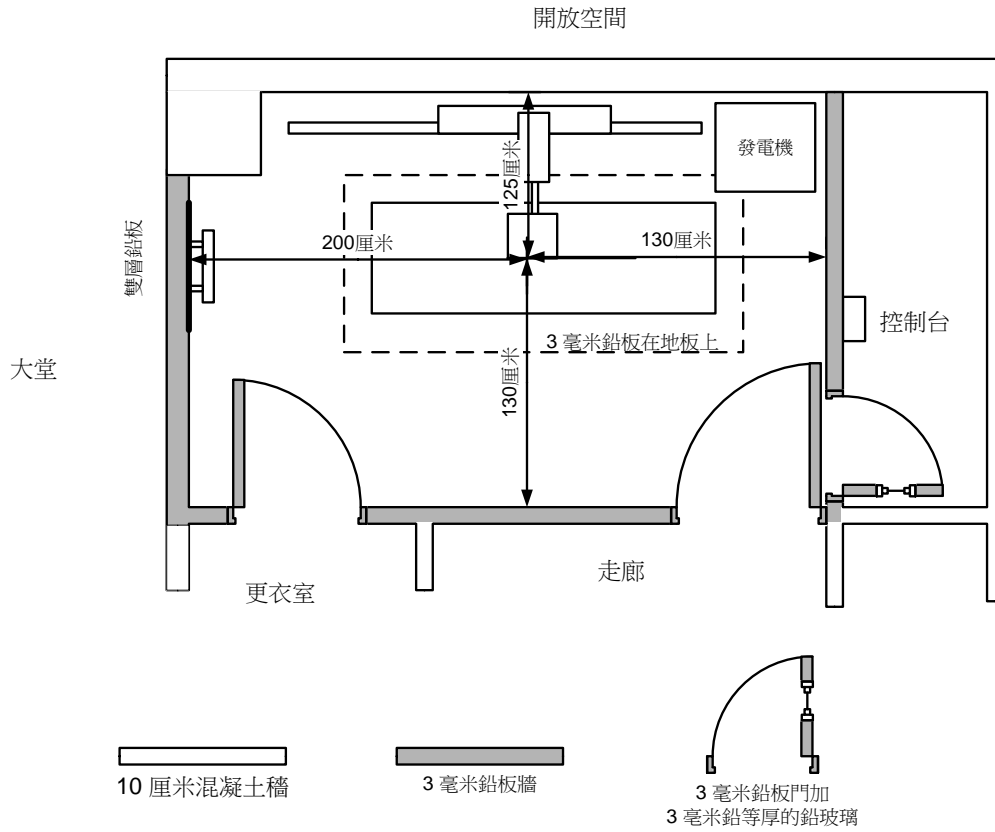 開放空間
發電機
125厘米
雙層鉛板
200厘米
130厘米
控制台
3 毫米鉛板在地板上
大堂
130厘米
更衣室
走廊
10 厘米混凝土牆
3 毫米鉛板牆
3 毫米鉛板門加
3 毫米鉛等厚的鉛玻璃